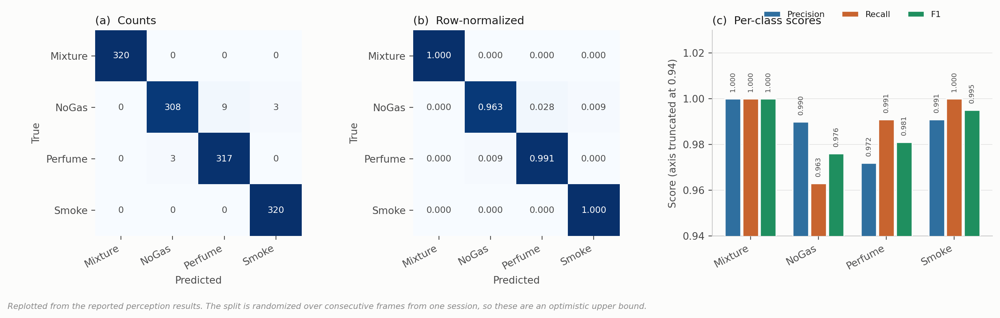 (a) Counts
Mixture 320 0 0 0
NoGas 0 308 9 3
Perfume 0 3 317 0
Smoke 0 0 0 320
True
Mixture NoGas Perfume Smoke
Predicted
(b) Row-normalized
Mixture 1.000 0.000 0.000 0.000
NoGas 0.000 0.963 0.028 0.009
Perfume 0.000 0.009 0.991 0.000
Smoke 0.000 0.000 0.000 1.000
True
Mixture NoGas Perfume Smoke
Predicted
Precision Recall F1
(c) Per-class scores
Score (axis truncated at 0.94)
1.02
1.00
0.98
0.96
0.94
1.000 1.000 1.000
0.990 0.963 0.976
0.972 0.991 0.981
0.991 1.000 0.995
Mixture NoGas Perfume Smoke
Replotted from the reported perception results. The split is randomized over consecutive frames from one session, so these are an optimistic upper bound.